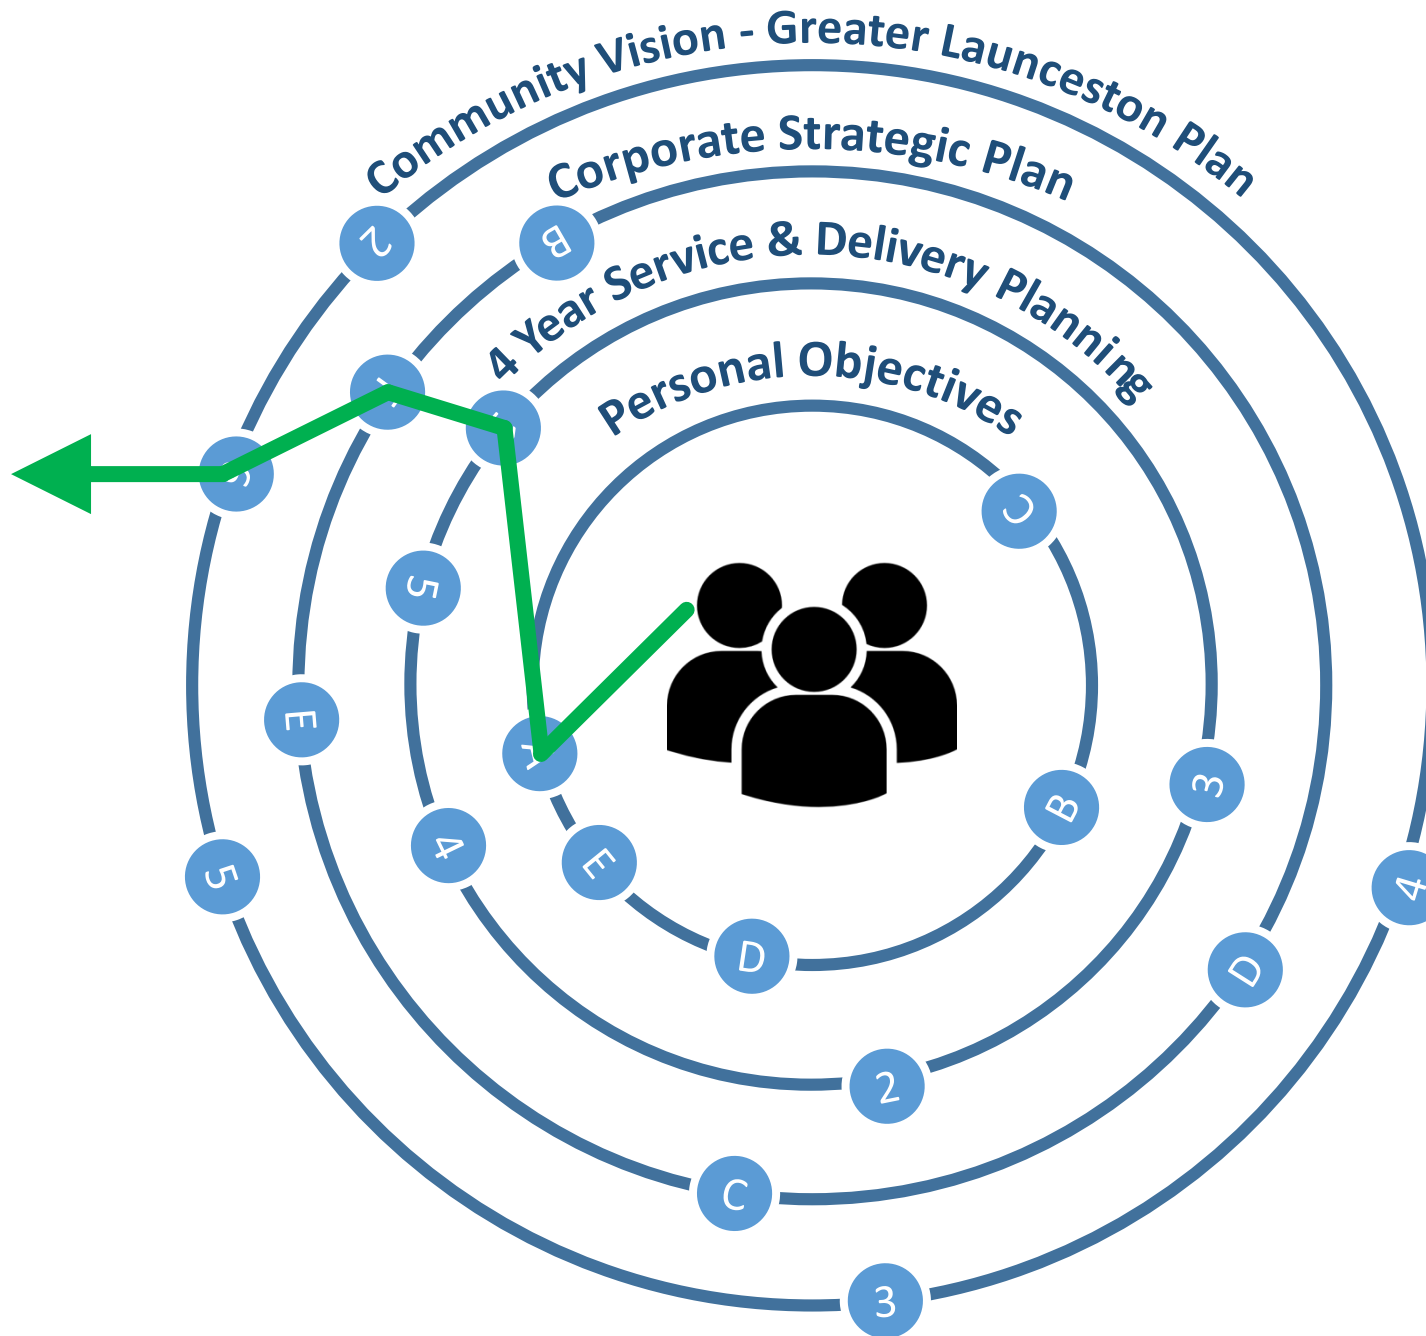 Community Vision - Greater Launceston Plan
Corporate Strategic Plan
4 Year Service & Delivery Planning
Personal Objectives
2
5
3
4
B
E
C
D
5
4
2
3
A
E
D
B
C